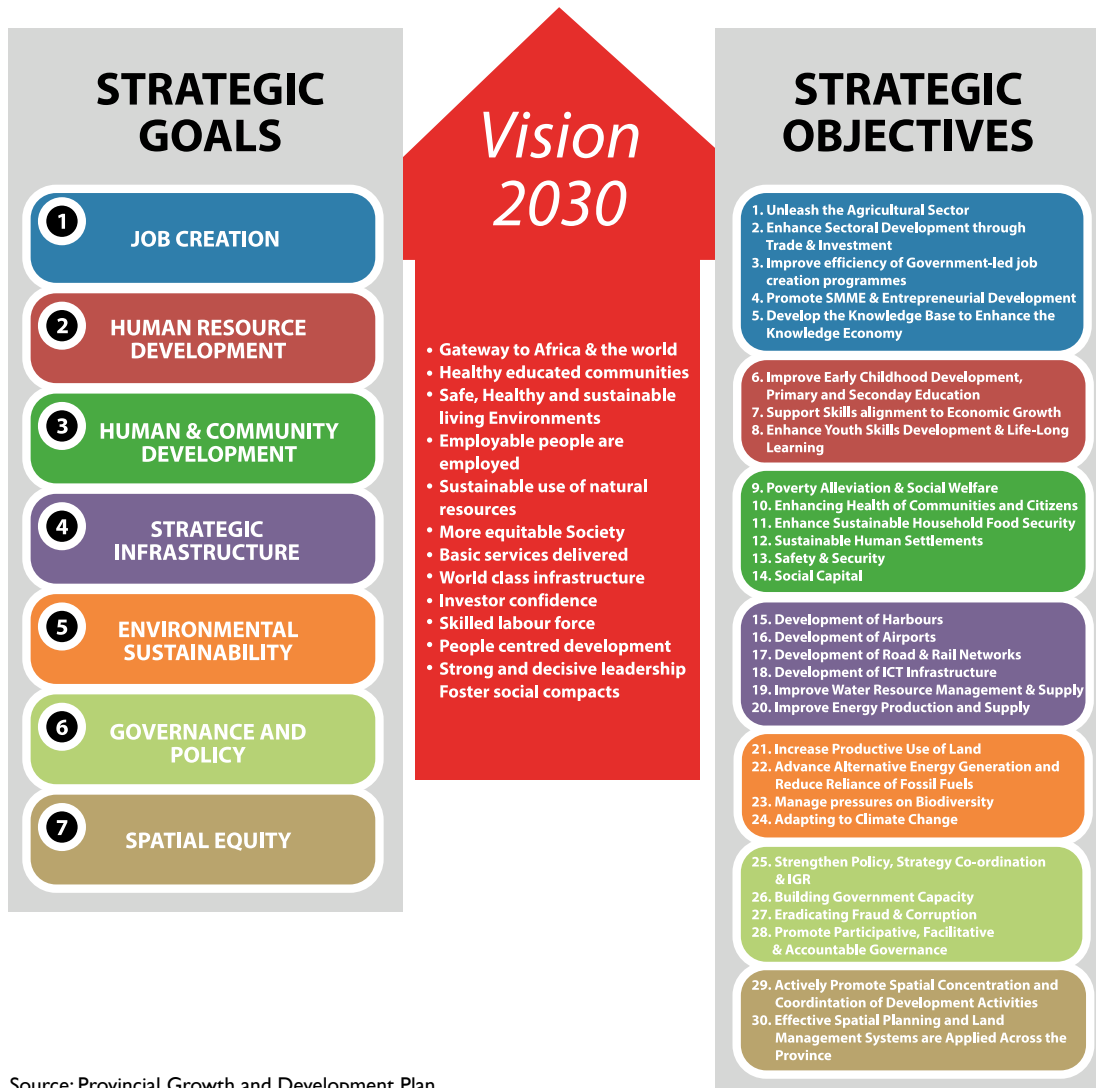 STRATEGIC
GOALS
1
JOB CREATION
2
HUMAN RESOURCE
DEVELOPMENT
3
HUMAN & COMMUNITY
DEVELOPMENT
4
STRATEGIC
INFRASTRUCTURE
5
ENVIRONMENTAL
SUSTAINABILITY
6
GOVERNANCE AND
POLICY
7
SPATIAL EQUITY
Vision
2030
• Gateway to Africa & the world
• Healthy educated communities
• Safe, Healthy and sustainable
living Environments
• Employable people are
employed
• Sustainable use of natural
resources
• More equitable Society
• Basic services delivered
• World class infrastructure
• Investor confidence
• Skilled labour force
• People centred development
• Strong and decisive leadership
Foster social compacts
STRATEGIC
OBJECTIVES
1. Unleash the Agricultural Sector
2. Enhance Sectoral Development through
Trade & Investment
3. Improve efficiency of Government-led job
creation programmes
4. Promote SMME & Entrepreneurial Development
5. Develop the Knowledge Base to Enhance the
Knowledge Economy
6. Improve Early Childhood Development,
Primary and Seconday Education
7. Support Skills alignment to Economic Growth
8. Enhance Youth Skills Development & Life-Long
Learning
9. Poverty Alleviation & Social Welfare
10. Enhancing Health of Communities and Citizens
11. Enhance Sustainable Household Food Security
12. Sustainable Human Settlements
13. Safety & Security
14. Social Capital
15. Development of Harbours
16. Development of Airports
17. Development of Road & Rail Networks
18. Development of ICT Infrastructure
19. Improve Water Resource Management & Supply
20. Improve Energy Production and Supply
21. Increase Productive Use of Land
22. Advance Alternative Energy Generation and
Reduce Reliance of Fossil Fuels
23. Manage pressures on Biodiversity
24. Adapting to Climate Change
25. Strengthen Policy, Strategy Co-ordination
& IGR
26. Building Government Capacity
27. Eradicating Fraud & Corruption
28. Promote Participative, Facilitative
& Accountable Governance
29. Actively Promote Spatial Concentration and
Coordintation of Development Activities
30. Effective Spatial Planning and Land
Management Systems are Applied Across the
Province
Source: Provincial Growth and Development Plan